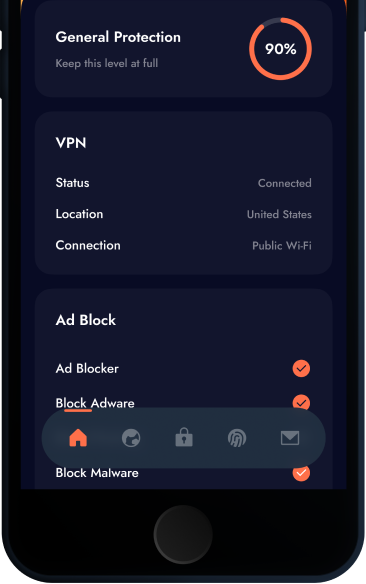 General Protection
Keep this level at full
90%
VPN
Status Connected
Location United States
Connection Public Wi-Fi
Ad Block
Ad Blocker
Block Adware
Block Malware